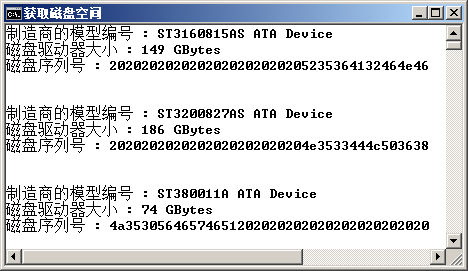 获取磁盘空间
制造商的模型编号 : ST3160815AS ATA Device
磁盘驱动器大小 : 149 GBytes
磁盘序列号 : 2020202020202020202020205235364132464e46
制造商的模型编号 : ST3200827AS ATA Device
磁盘驱动器大小 : 186 GBytes
磁盘序列号 : 2020202020202020202020204e3533444c503638
制造商的模型编号 : ST380011A ATA Device
磁盘驱动器大小 : 74 GBytes
磁盘序列号 : 4a35305646574651202020202020202020202020